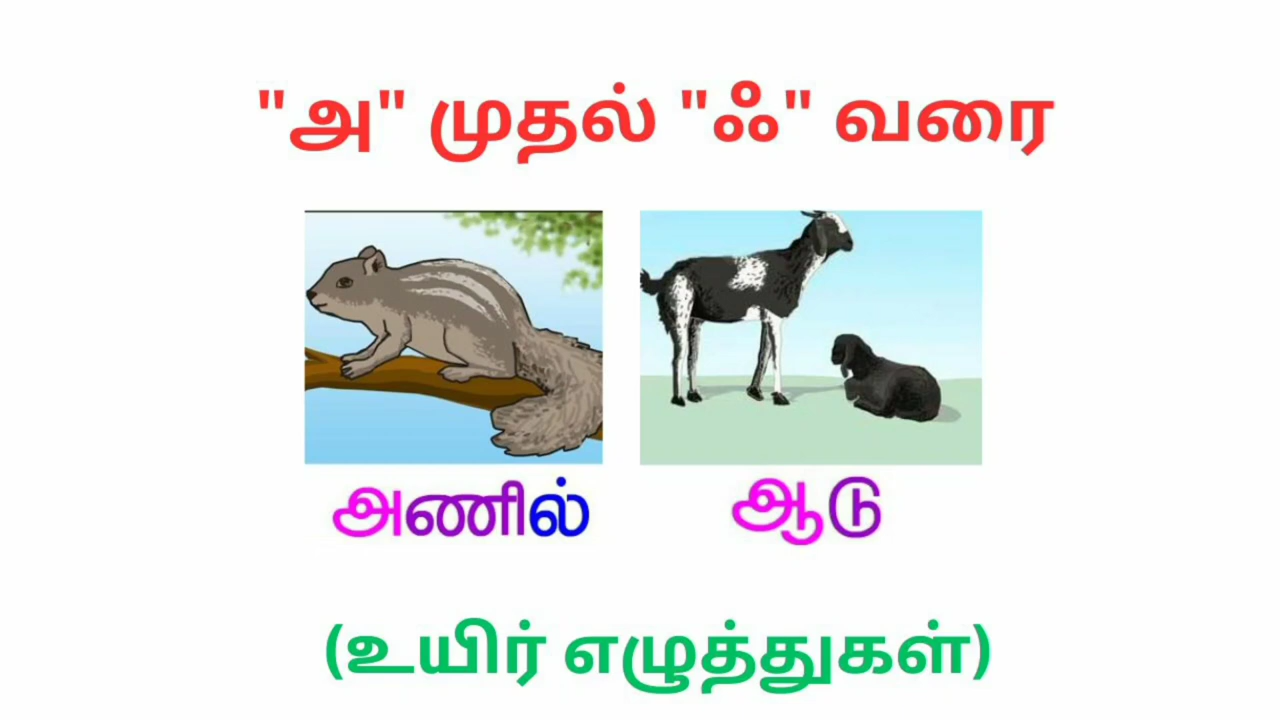 "அ" முதல் "ஃ" வரை
அணில் ஆடு
(உயிர் எழுத்துகள்)